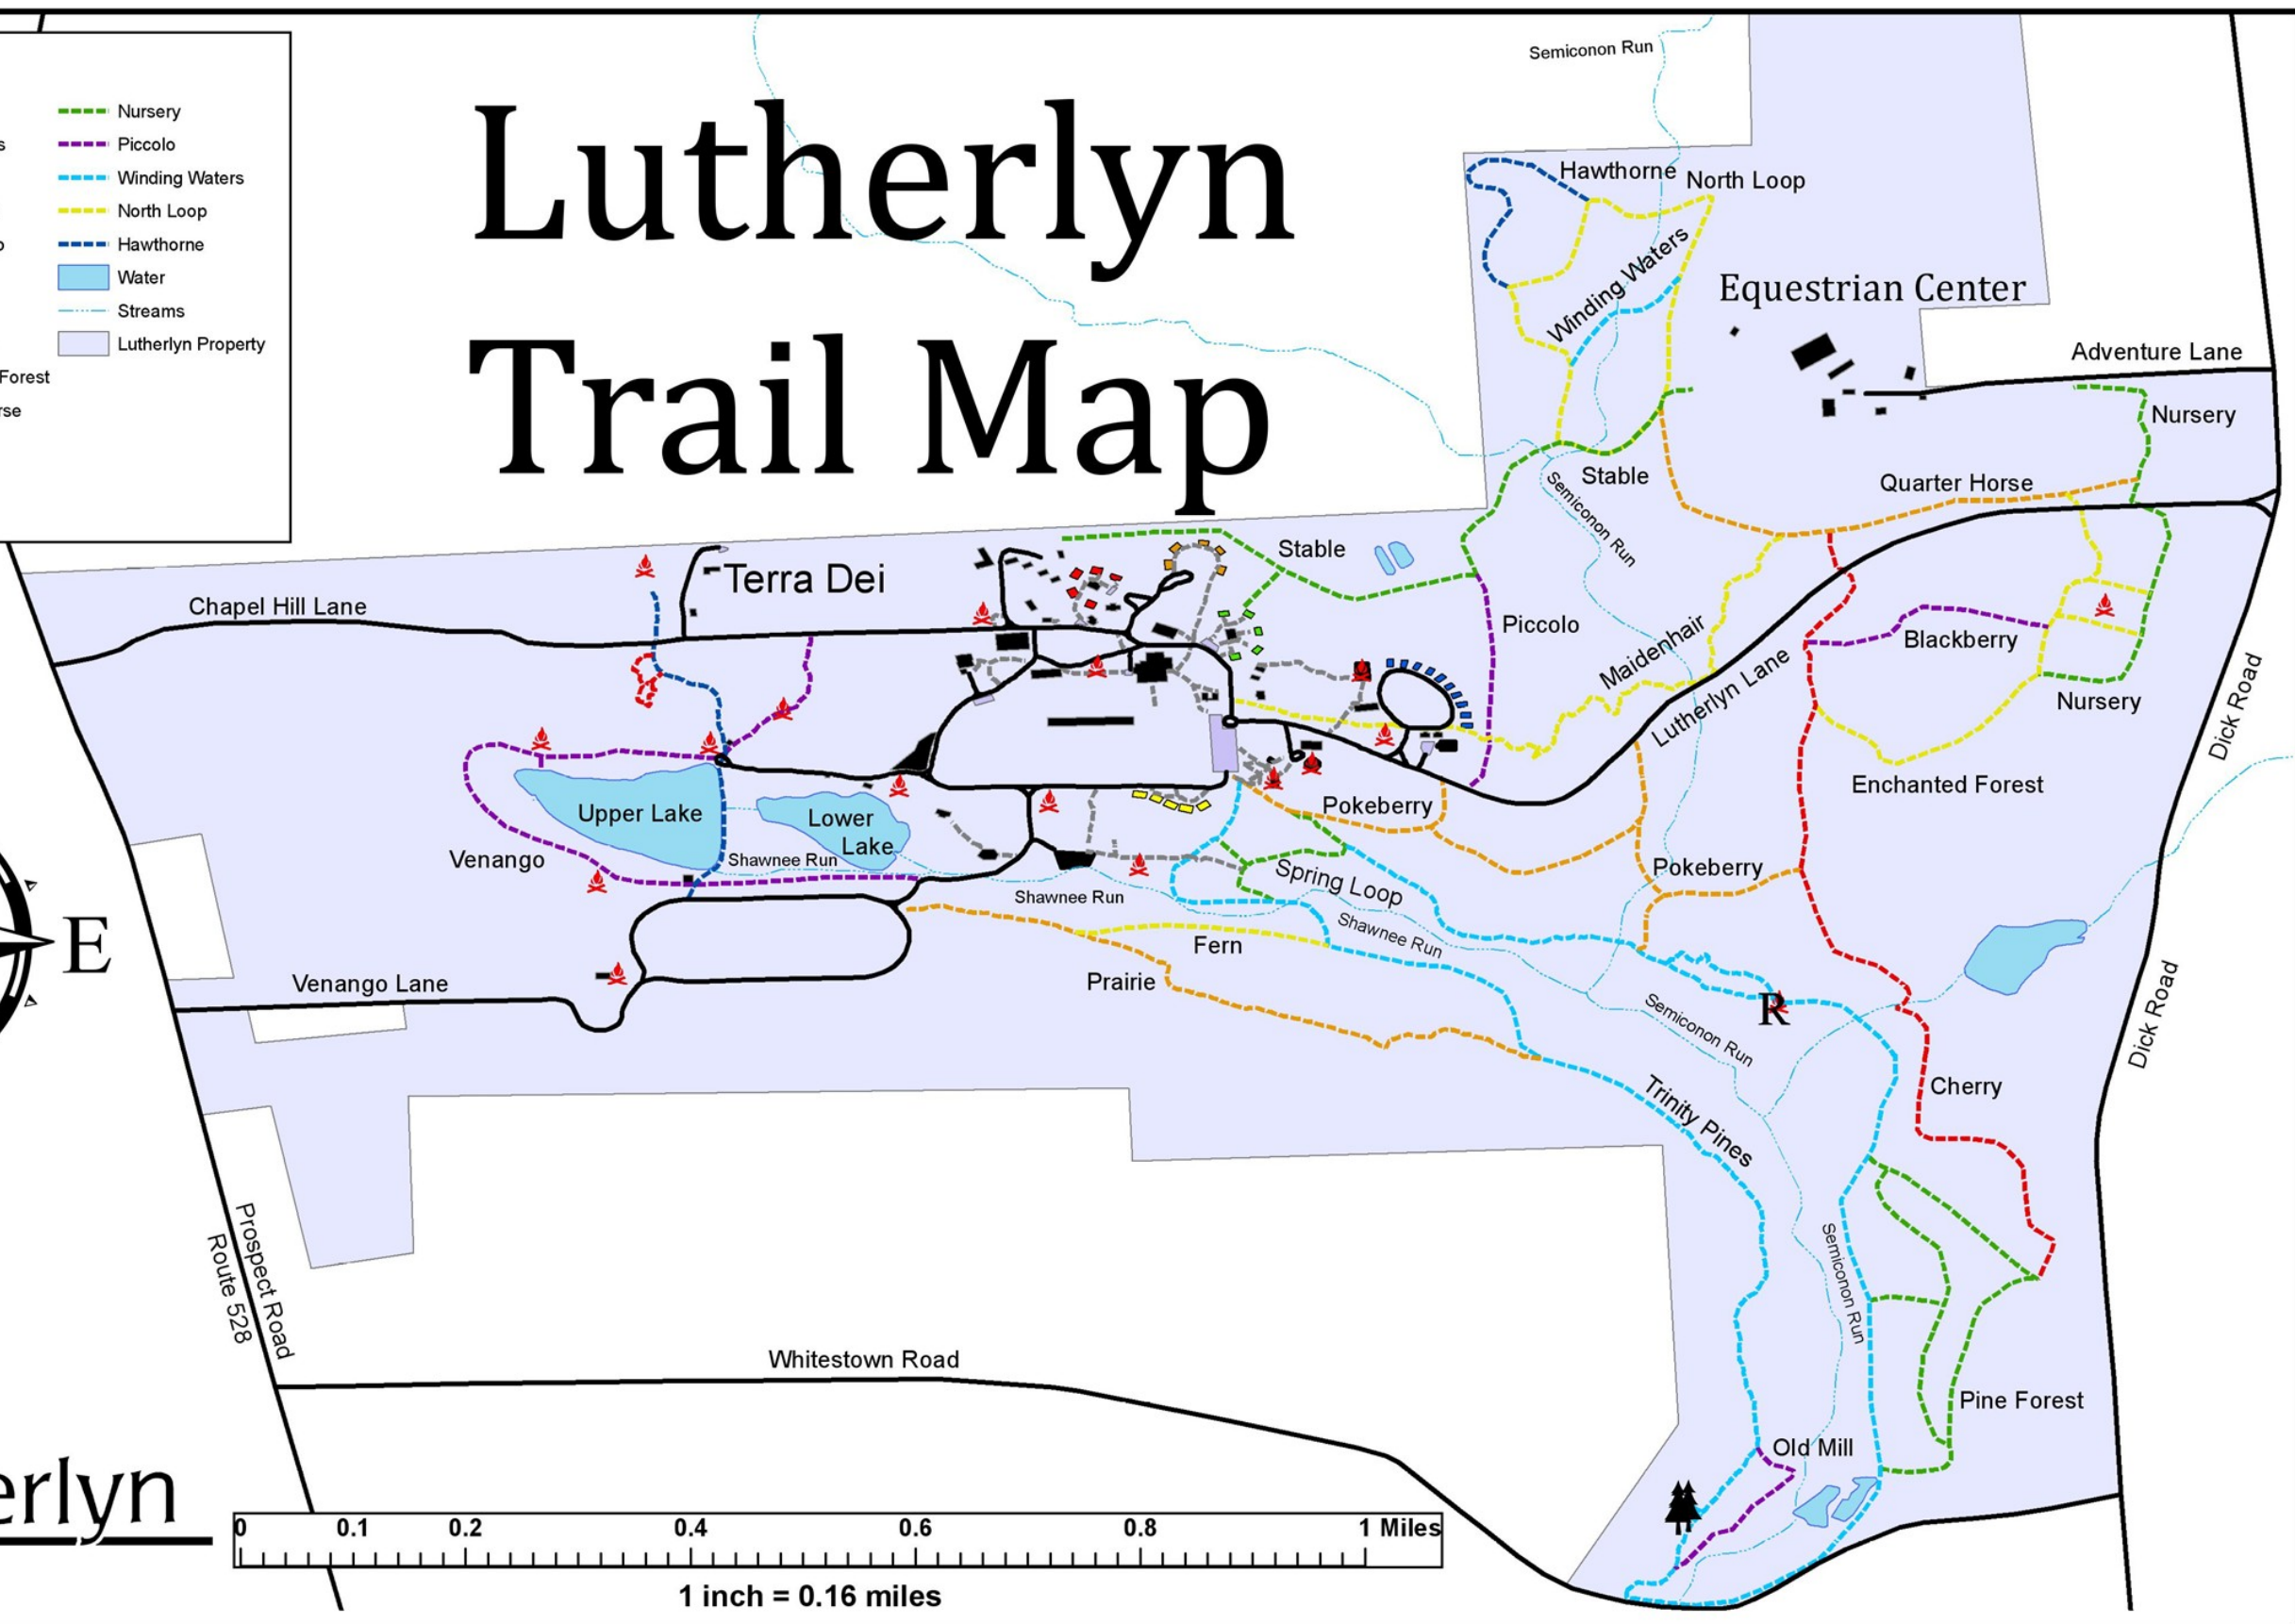 Lutherlyn
Trail Map
Nursery
s
Piccolo
Winding Waters
North Loop
o
Hawthorne
Water
Streams
Lutherlyn Property
Forest
rse
E
erlyn
Semiconon Run
Hawthorne
North Loop
Winding Waters
Equestrian Center
Adventure Lane
Nursery
Quarter Horse
Stable
Semiconon Run
Stable
Terra Dei
Chapel Hill Lane
Piccolo
Maidenhair
Lutherlyn Lane
Blackberry
Nursery
Dick Road
Enchanted Forest
Upper Lake
Lower
Lake
Pokeberry
Venango
Shawnee Run
Spring Loop
Pokeberry
Shawnee Run
Shawnee Run
Fern
Prairie
Venango Lane
R
Semiconon Run
Dick Road
Cherry
Trinity Pines
Semiconon Run
Prospect Road
Route 528
Whitestown Road
Pine Forest
Old Mill
0 0.1 0.2 0.4 0.6 0.8 1 Miles
1 inch = 0.16 miles